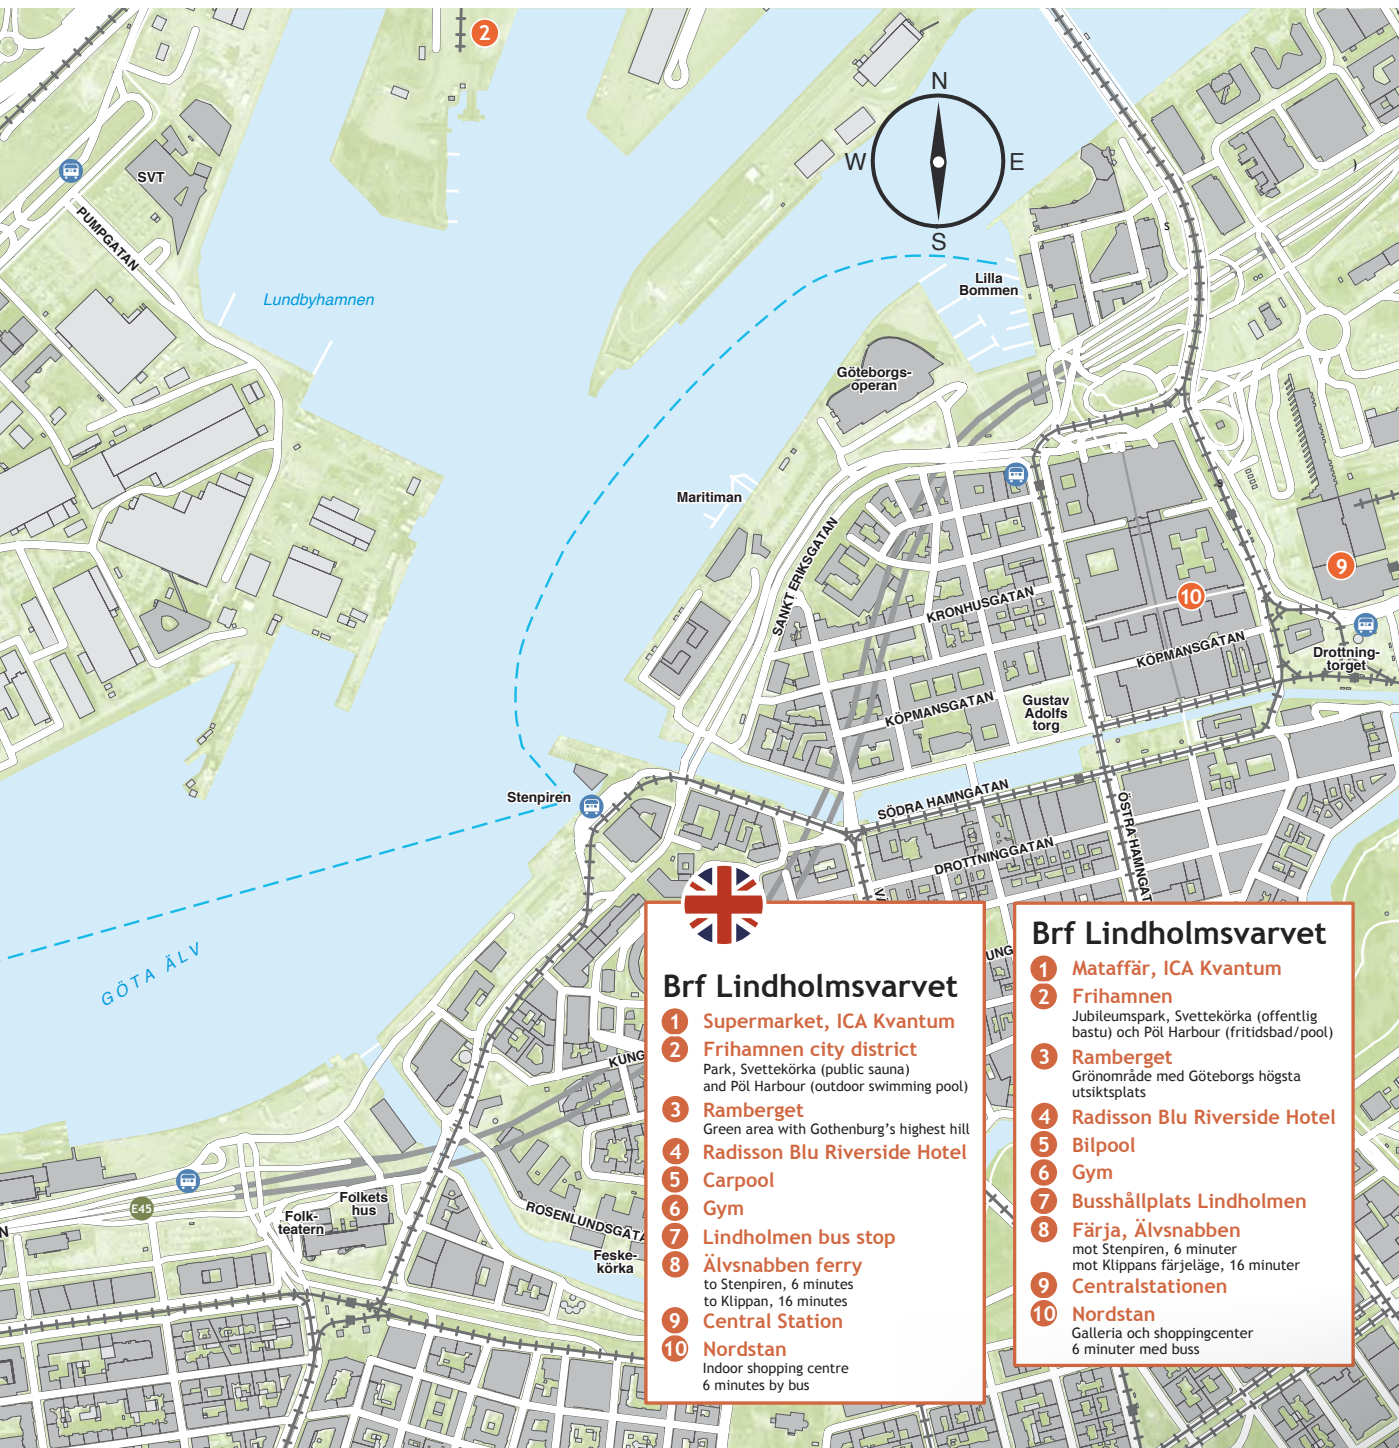 2
N
W
E
S
SVT
PUMPGATAN
Lundbyhamnen
Lilla
Bommen
S
Göteborgs-
operan
Maritiman
S
SANKT ERIKSGATAN
9
10
KRONHUSGATAN
KÖPMANSGATAN
Drottning-
torget
KÖPMANSGATAN
Gustav
Adolfs
torg
Stenpiren
SÖDRA HAMNGATAN
ÖSTRA HAMNGAT
DROTTNINGGATAN
GÖTA ÄLV
KUNG
UNG
E45
Folkets
hus
Folk-
teatern
N
ROSENLUNDSGATA
Feske-
körka
Brf Lindholmsvarvet
1 Supermarket, ICA Kvantum
2 Frihamnen city district
Park, Svettekörka (public sauna)
and Pöl Harbour (outdoor swimming pool)
3 Ramberget
Green area with Gothenburg's highest hill
4 Radisson Blu Riverside Hotel
5 Carpool
6 Gym
7 Lindholmen bus stop
8 Älvsnabben ferry
to Stenpiren, 6 minutes
to Klippan, 16 minutes
9 Central Station
10 Nordstan
Indoor shopping centre
6 minutes by bus
Brf Lindholmsvarvet
1 Mataffär, ICA Kvantum
2 Frihamnen
Jubileumspark, Svettekörka (offentlig
bastu) och Pöl Harbour (fritidsbad/pool)
3 Ramberget
Grönområde med Göteborgs högsta
utsiktsplats
4 Radisson Blu Riverside Hotel
5 Bilpool
6 Gym
7 Busshållplats Lindholmen
8 Färja, Älvsnabben
mot Stenpiren, 6 minuter
mot Klippans färjeläge, 16 minuter
9 Centralstationen
10 Nordstan
Galleria och shoppingcenter
6 minuter med buss